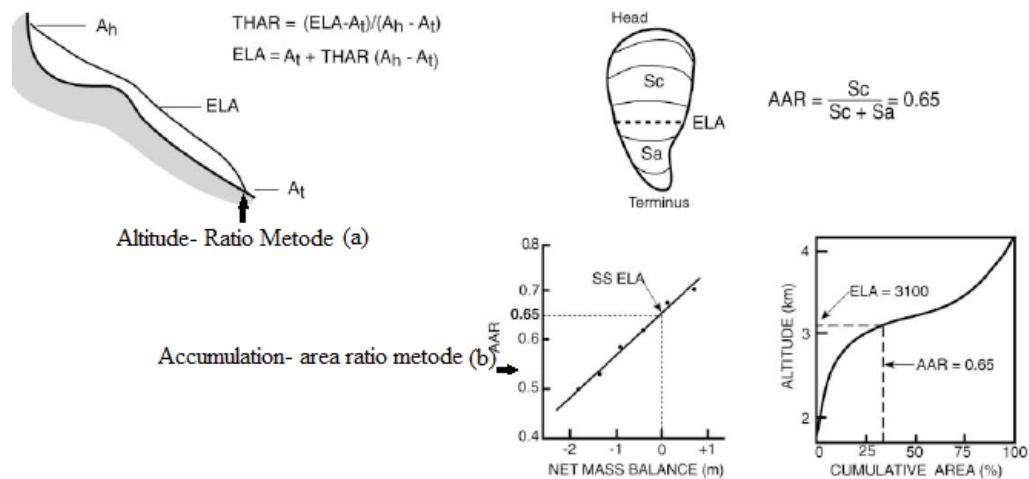 Ah
THAR = (ELA-At)/(Ah - At)
ELA = At + THAR (Ah - At)
ELA
At
Altitude- Ratio Metode (a)
Head
Sc
ELA
Sa
Terminus
AAR = Sc / Sc + Sa = 0.65
Accumulation- area ratio metode (b)
0.8
0.7
0.65
0.6
0.5
0.4
AAR
SS ELA
-2 -1 0 +1
NET MASS BALANCE (m)
4
3
2
ALTITUDE (km)
ELA = 3100
AAR = 0.65
0 25 50 75 100
CUMULATIVE AREA (%)